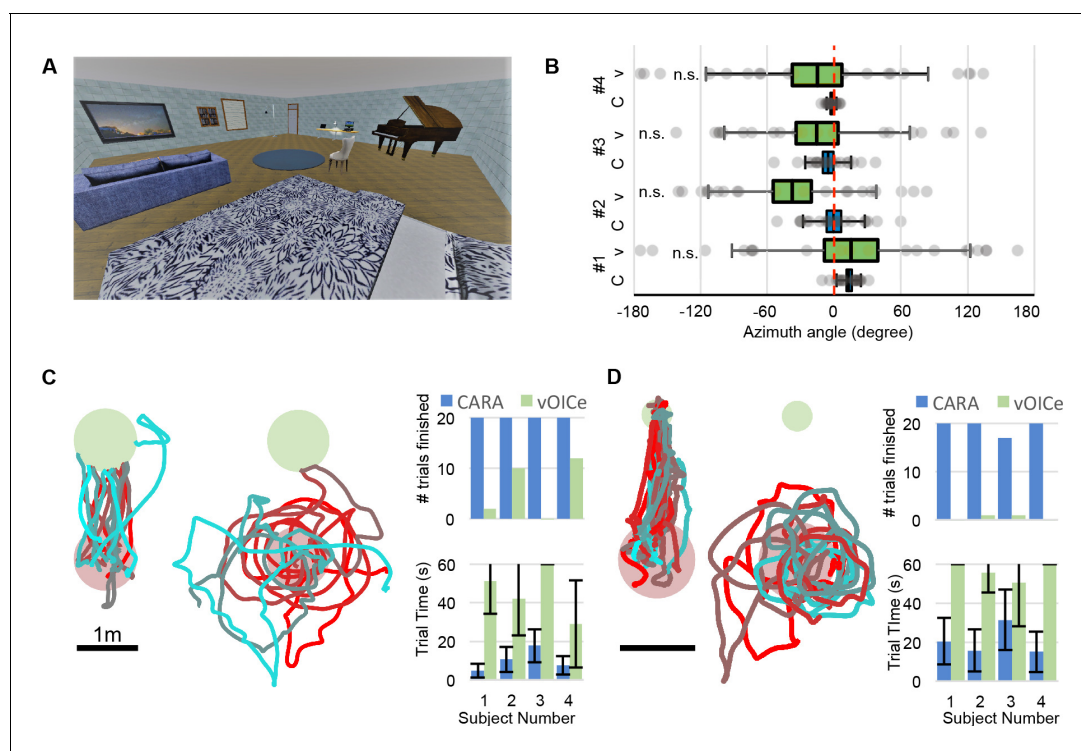 A
B
#4
v
n.s.
C
#3
v
n.s.
C
#2
v
n.s.
C
#1
v
n.s.
C
-180 -120 -60 0 60 120 180
Azimuth angle (degree)
C
CARA vOICe
20
10
0
# trials finished
60
40
20
0
Trial Time (s)
1 2 3 4
Subject Number
1m
D
CARA vOICe
20
10
0
# trials finished
60
40
20
0
Trial TIme (s)
1 2 3 4
Subject Number